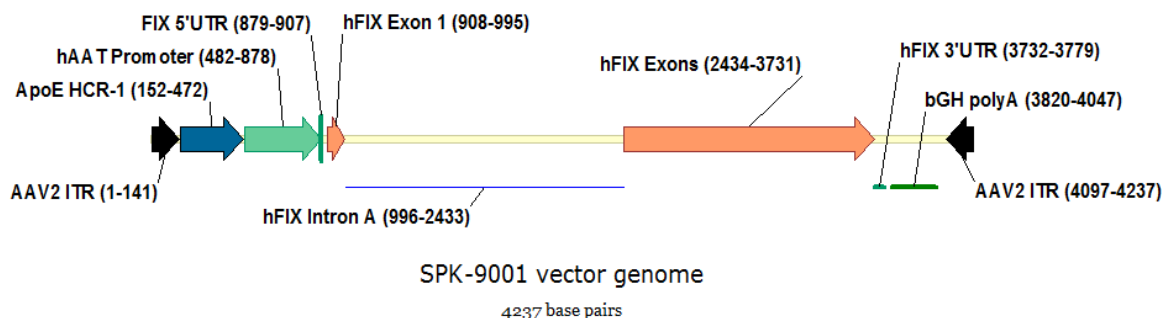 FIX 5'UTR (879-907)
hFIX Exon 1 (908-995)
hAAT Promoter (482-878)
hFIX Exons (2434-3731)
hFIX 3'UTR (3732-3779)
ApoE HCR-1 (152-472)
bGH polyA (3820-4047)
AAV2 ITR (1-141)
AAV2 ITR (4097-4237)
hFIX Intron A (996-2433)
SPK-9001 vector genome
4237 base pairs